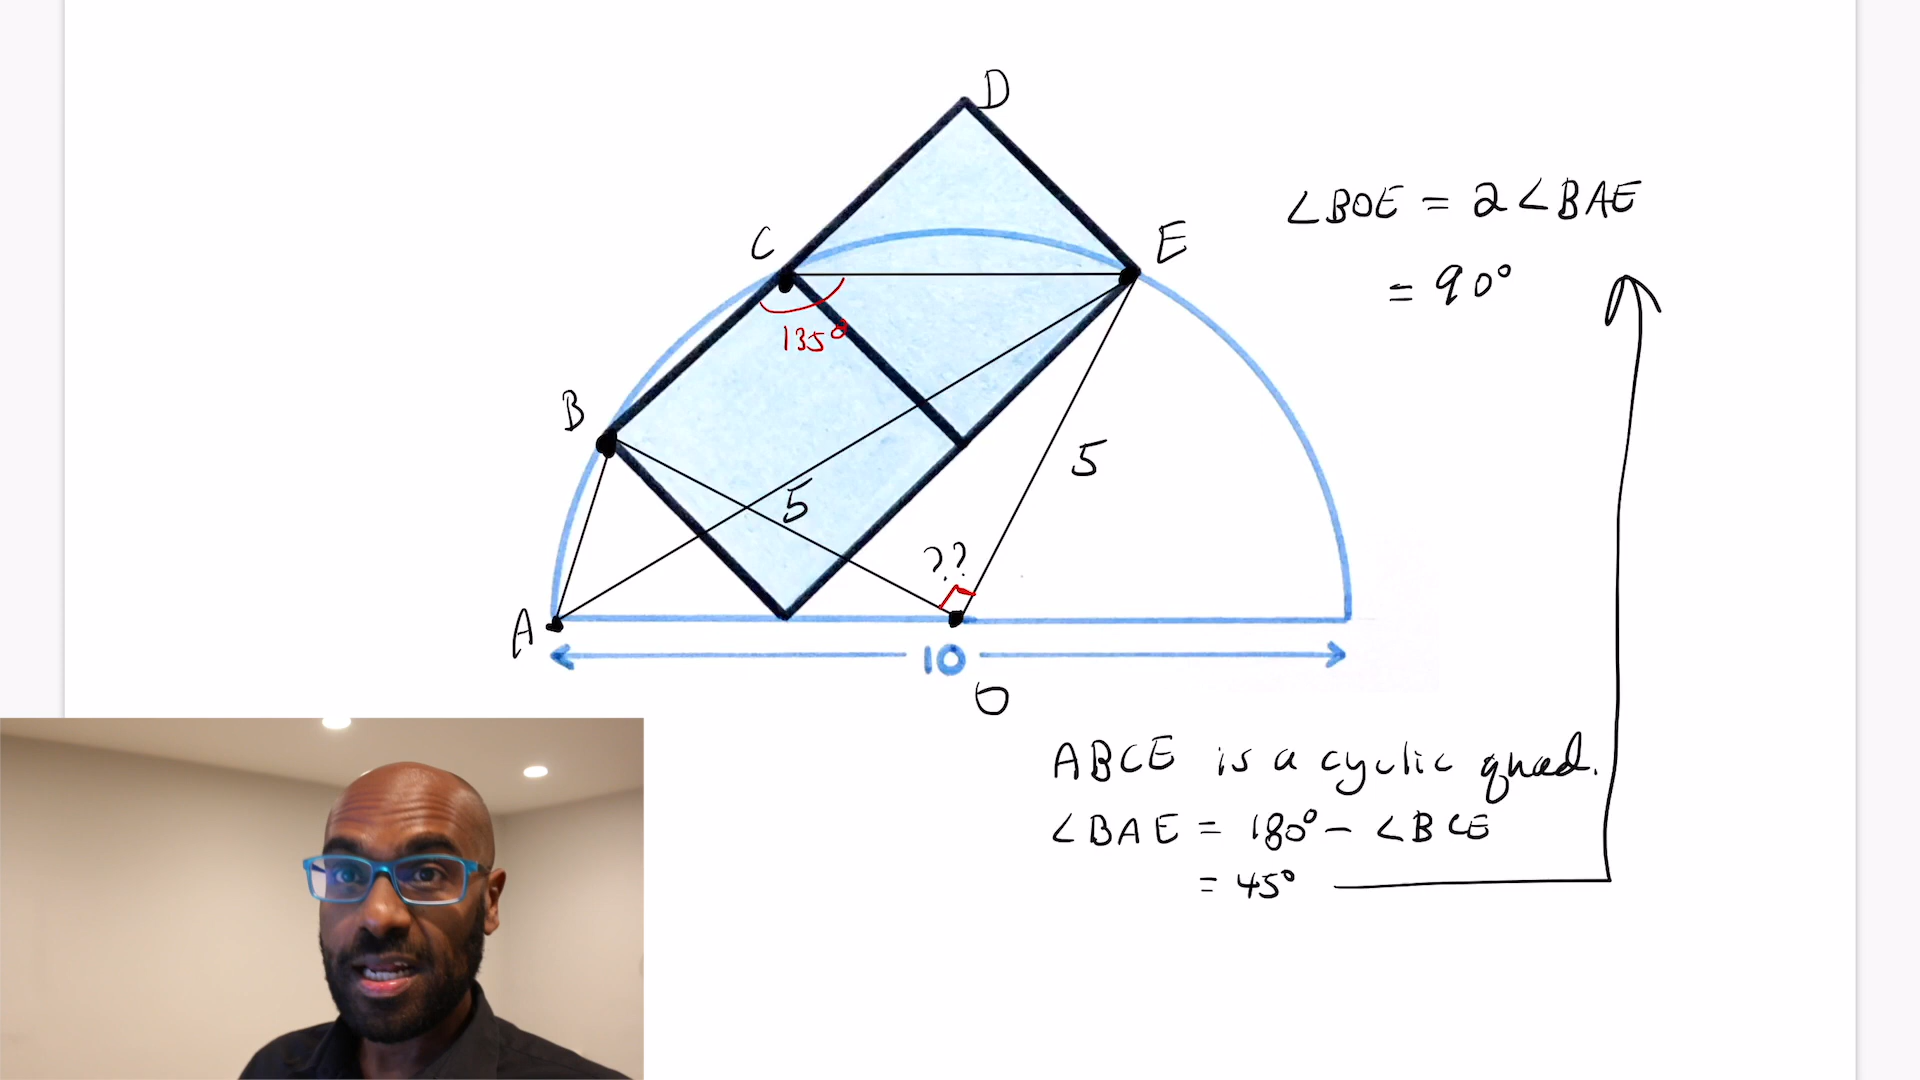 D
C
E
∠BOE = 2∠BAE
= 90°
135°
B
5
5
??
A
10
O
ABCE is a cyclic quad.
∠BAE = 180° - ∠BCE
= 45°